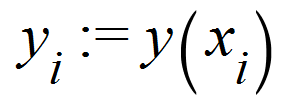 yᵢ := y(xᵢ)